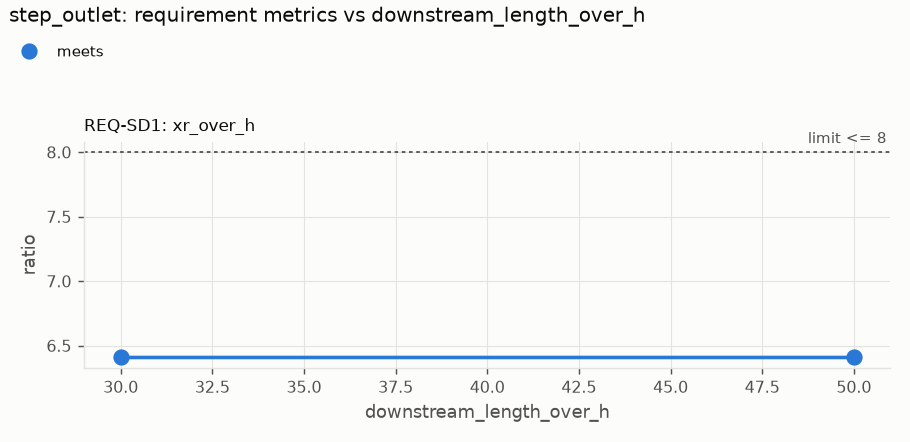 step_outlet: requirement metrics vs downstream_length_over_h
meets
REQ-SD1: xr_over_h
limit <= 8
8.0
7.5
7.0
6.5
ratio
30.0 32.5 35.0 37.5 40.0 42.5 45.0 47.5 50.0
downstream_length_over_h